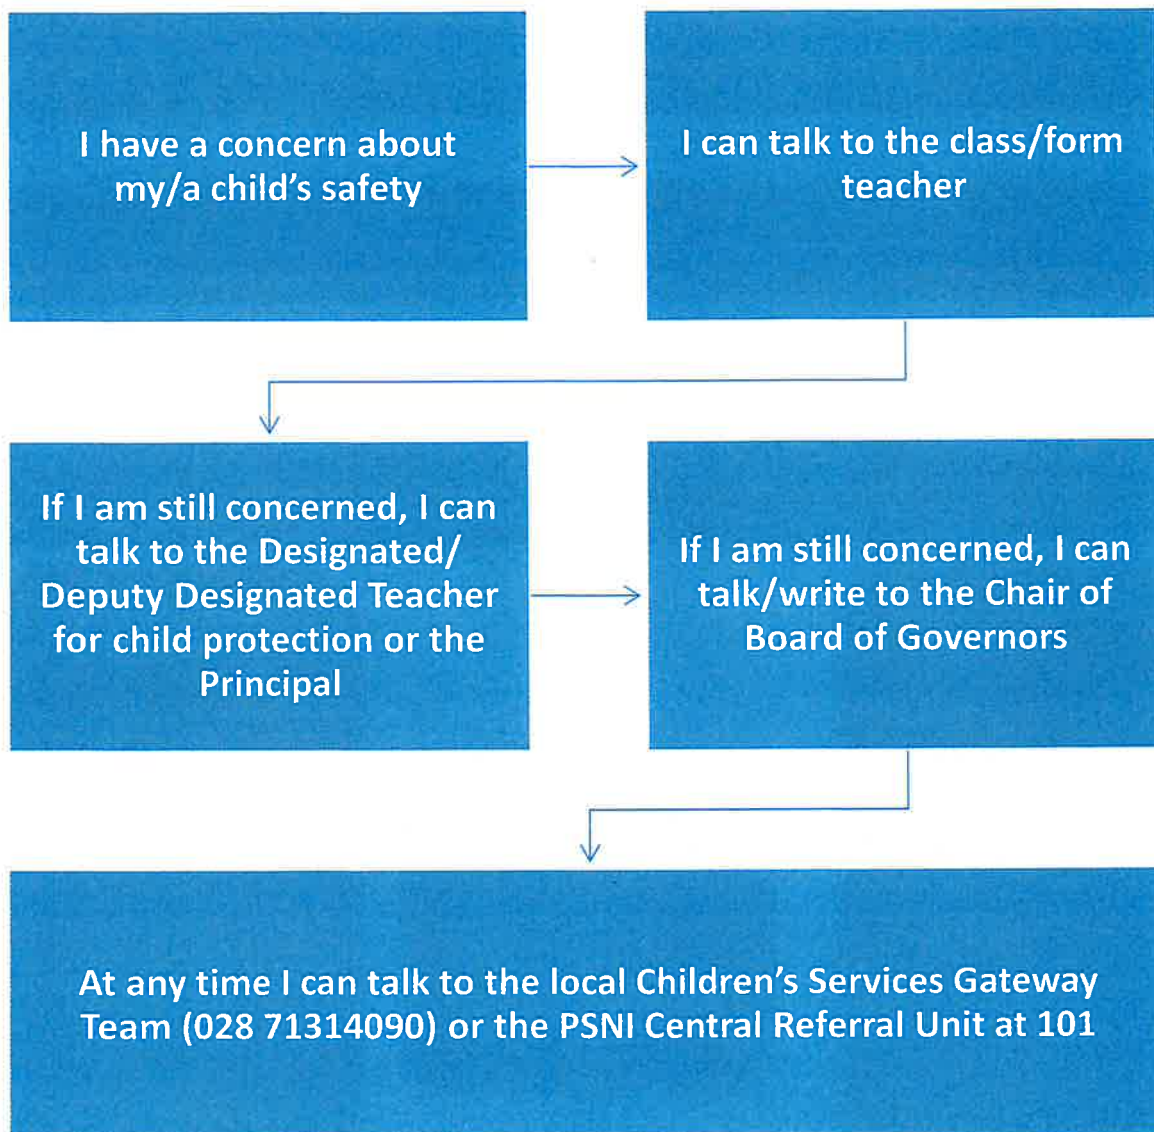 I have a concern about
my/a child's safety
I can talk to the class/form
teacher
If I am still concerned, I can
talk to the Designated/
Deputy Designated Teacher
for child protection or the
Principal
If I am still concerned, I can
talk/write to the Chair of
Board of Governors
At any time I can talk to the local Children's Services Gateway
Team (028 71314090) or the PSNI Central Referral Unit at 101